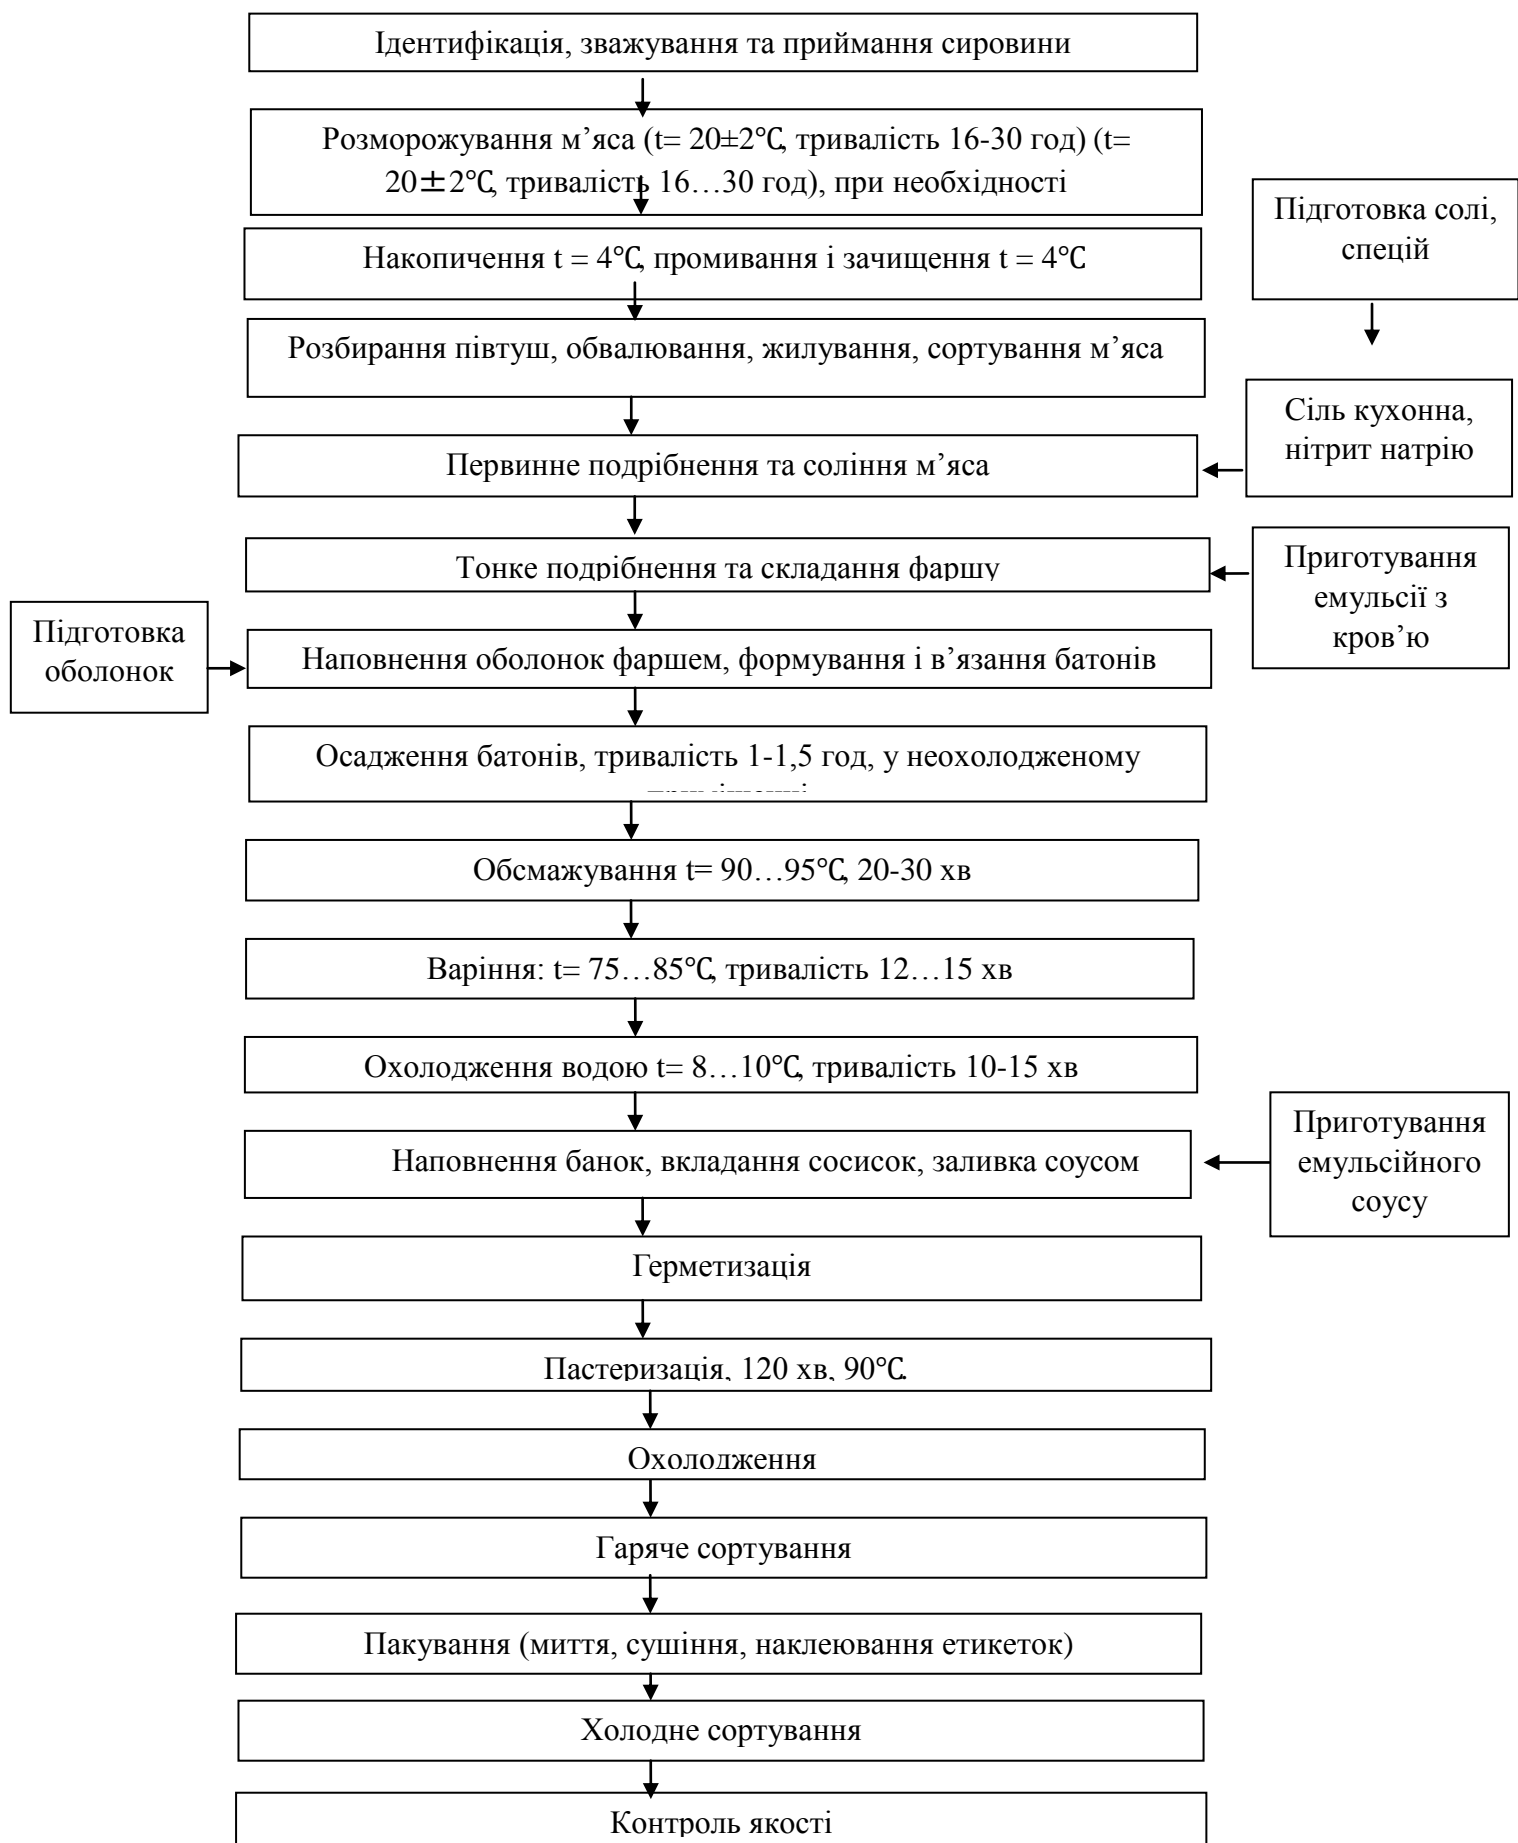 Ідентифікація, зважування та приймання сировини
Розморожування м’яса (t= 20±2℃, тривалість 16-30 год) (t=
20±2℃, тривалість 16…30 год), при необхідності
Підготовка солі,
спецій
Накопичення t = 4℃, промивання і зачищення t = 4℃
Розбирання півтуш, обвалювання, жилування, сортування м’яса
Сіль кухонна,
нітрит натрію
Первинне подрібнення та соління м’яса
Тонке подрібнення та складання фаршу
Приготування
емульсії з
кров’ю
Підготовка
оболонок
Наповнення оболонок фаршем, формування і в’язання батонів
Осадження батонів, тривалість 1-1,5 год, у неохолодженому
Обсмажування t= 90…95℃, 20-30 хв
Варіння: t= 75…85℃, тривалість 12…15 хв
Охолодження водою t= 8…10℃, тривалість 10-15 хв
Приготування
емульсійного
соусу
Наповнення банок, вкладання сосисок, заливка соусом
Герметизація
Пастеризація, 120 хв, 90℃.
Охолодження
Гаряче сортування
Пакування (миття, сушіння, наклеювання етикеток)
Холодне сортування
Контроль якості